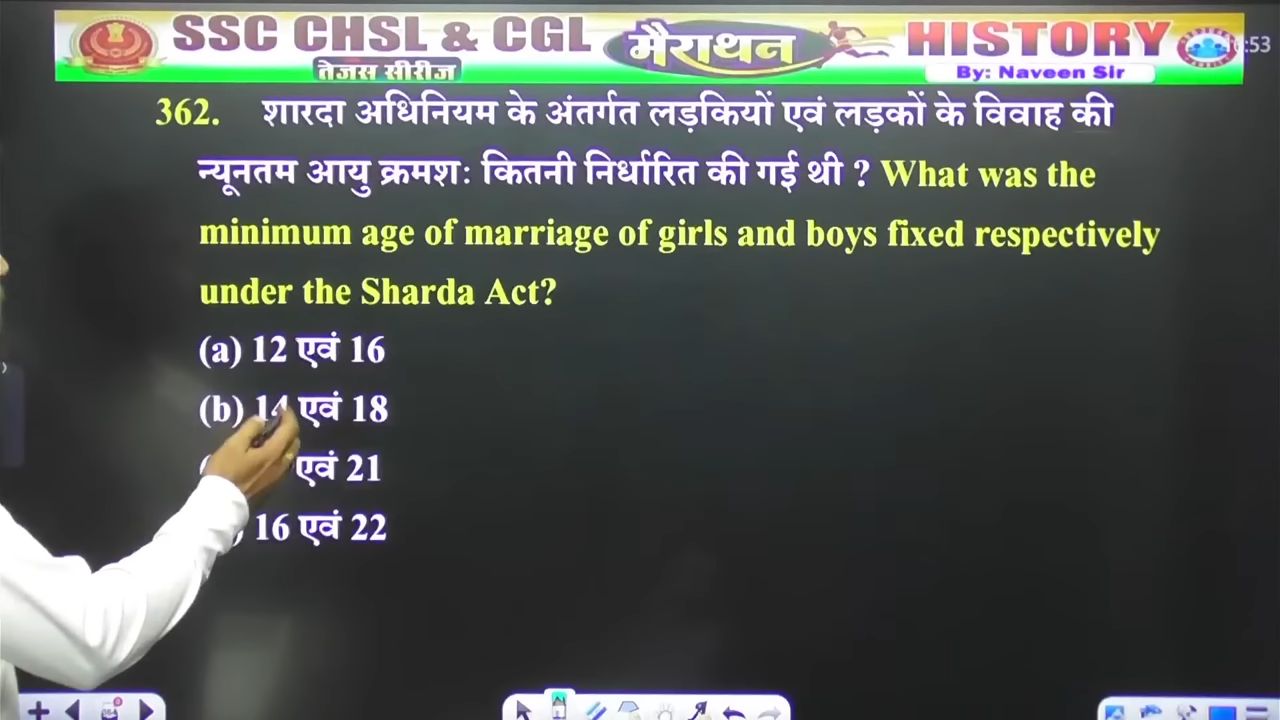 SSC CHSL & CGL
तेजस सीरीज
मैराथन
HISTORY
By: Naveen Sir
:53
362. शारदा अधिनियम के अंतर्गत लड़कियों एवं लड़कों के विवाह की
न्यूनतम आयु क्रमशः कितनी निर्धारित की गई थी ? What was the
minimum age of marriage of girls and boys fixed respectively
under the Sharda Act?
(a) 12 एवं 16
(b) 14 एवं 18
एवं 21
16 एवं 22